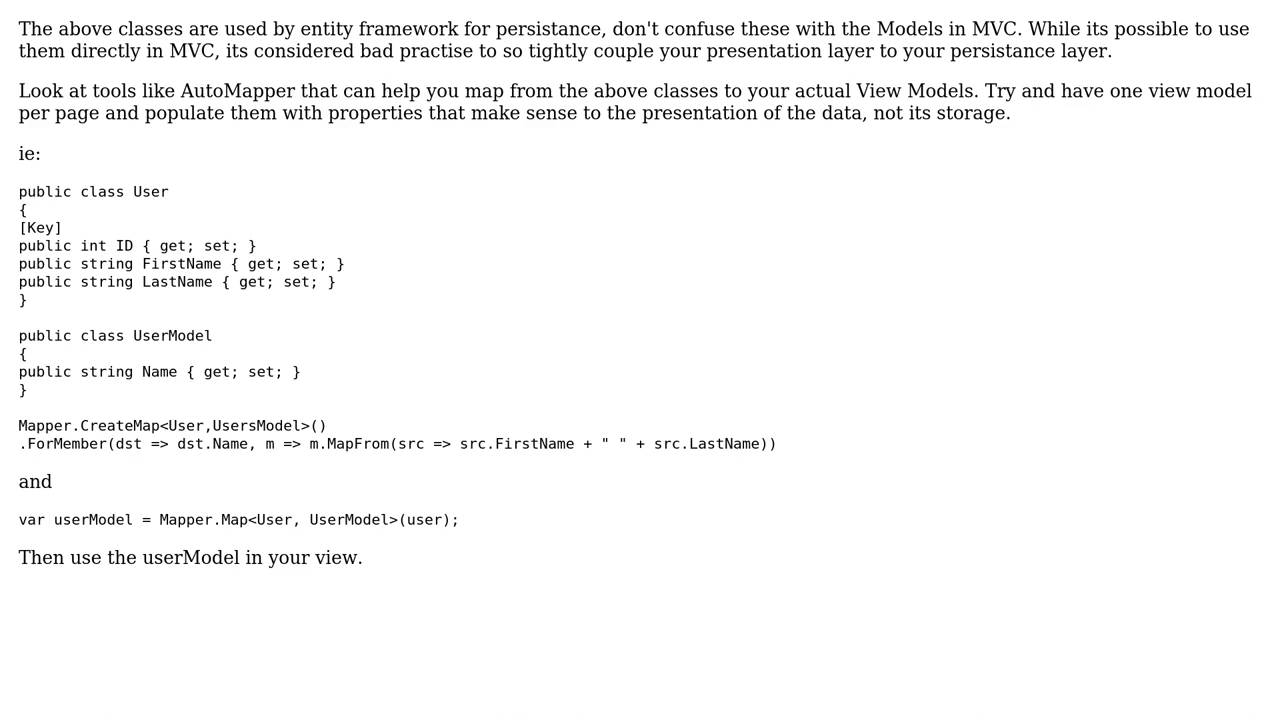 The above classes are used by entity framework for persistance, don't confuse these with the Models in MVC. While its possible to use
them directly in MVC, its considered bad practise to so tightly couple your presentation layer to your persistance layer.
Look at tools like AutoMapper that can help you map from the above classes to your actual View Models. Try and have one view model
per page and populate them with properties that make sense to the presentation of the data, not its storage.
ie:
public class User
{
[Key]
public int ID { get; set; }
public string FirstName { get; set; }
public string LastName { get; set; }
}
public class UserModel
{
public string Name { get; set; }
}
Mapper.CreateMap<User,UsersModel>()
.ForMember(dst => dst.Name, m => m.MapFrom(src => src.FirstName + " " + src.LastName))
and
var userModel = Mapper.Map<User, UserModel>(user);
Then use the userModel in your view.